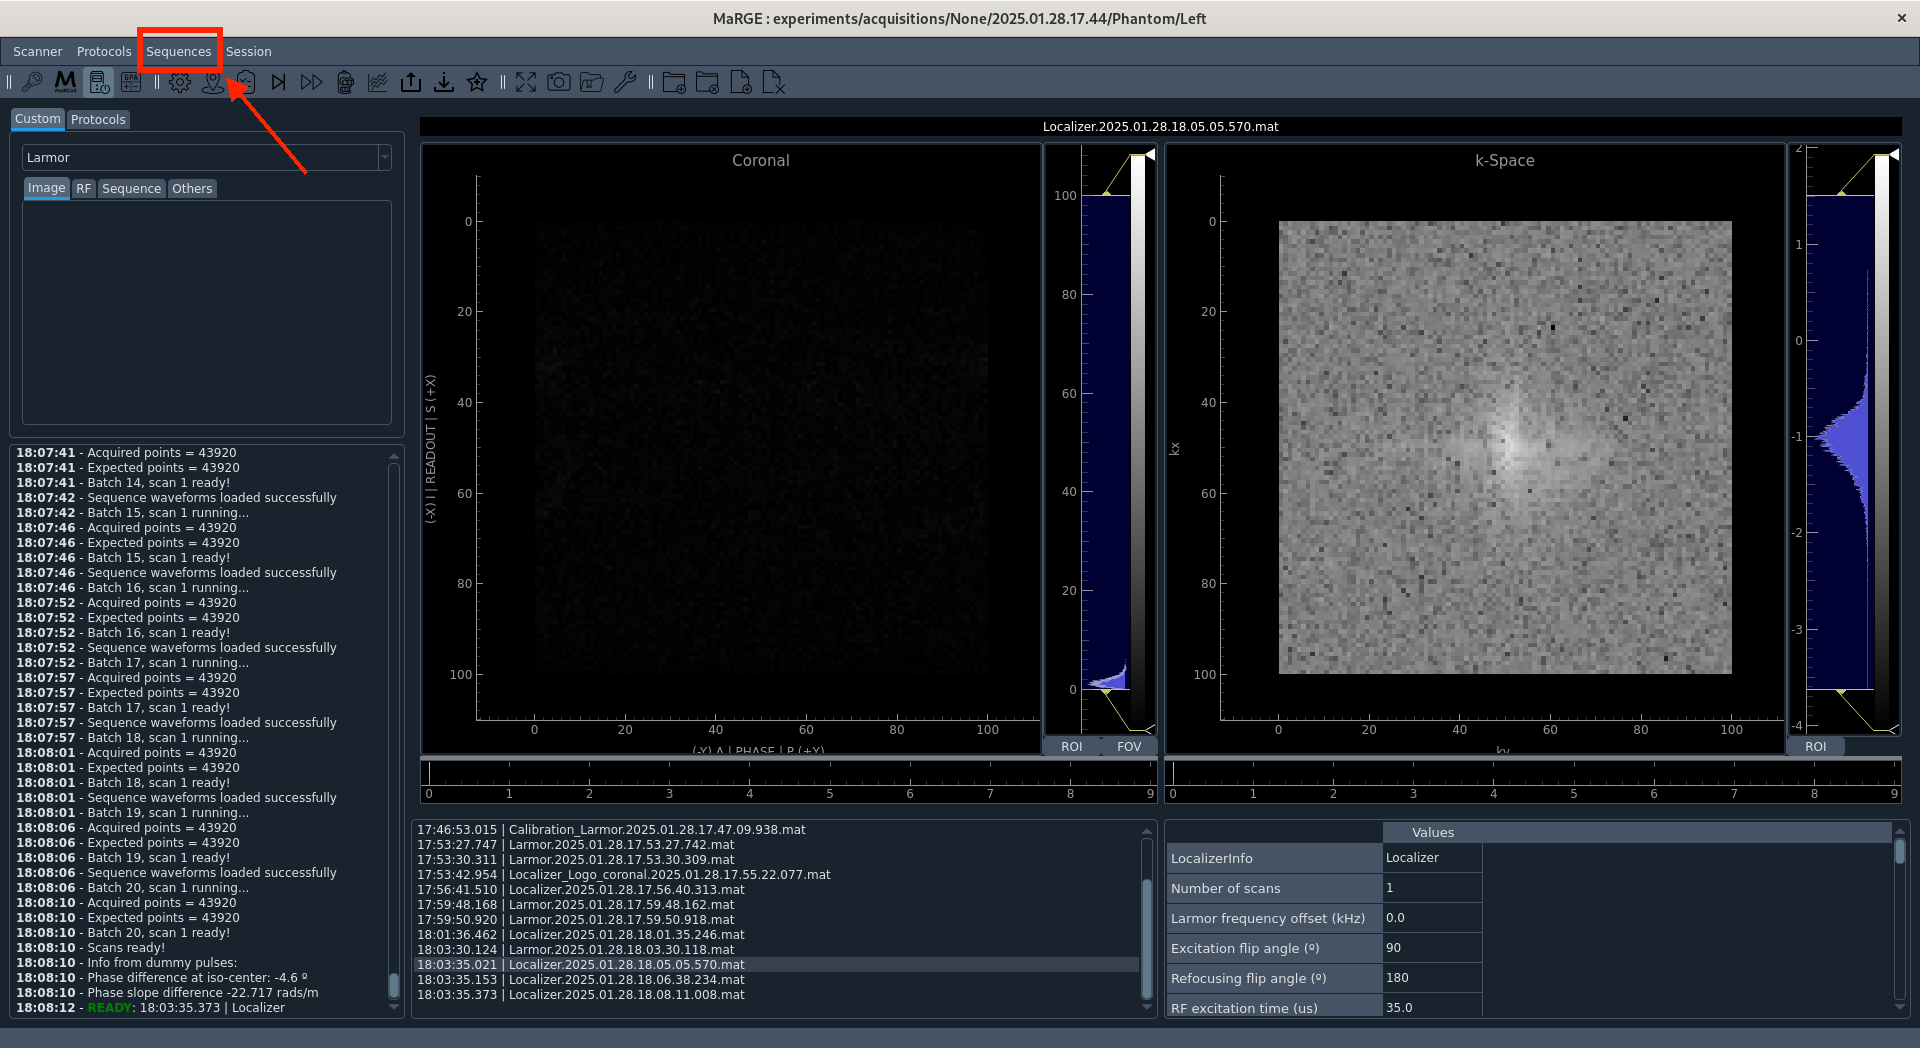 MaRGE : experiments/acquisitions/None/2025.01.28.17.44/Phantom/Left
Scanner Protocols Sequences Session
MaRCoS
GPA
Custom Protocols
Larmor
Image RF Sequence Others
18:07:41 - Acquired points = 43920
18:07:41 - Expected points = 43920
18:07:41 - Batch 14, scan 1 ready!
18:07:42 - Sequence waveforms loaded successfully
18:07:42 - Batch 15, scan 1 running...
18:07:46 - Acquired points = 43920
18:07:46 - Expected points = 43920
18:07:46 - Batch 15, scan 1 ready!
18:07:46 - Sequence waveforms loaded successfully
18:07:46 - Batch 16, scan 1 running...
18:07:52 - Acquired points = 43920
18:07:52 - Expected points = 43920
18:07:52 - Batch 16, scan 1 ready!
18:07:52 - Sequence waveforms loaded successfully
18:07:52 - Batch 17, scan 1 running...
18:07:57 - Acquired points = 43920
18:07:57 - Expected points = 43920
18:07:57 - Batch 17, scan 1 ready!
18:07:57 - Sequence waveforms loaded successfully
18:07:57 - Batch 18, scan 1 running...
18:08:01 - Acquired points = 43920
18:08:01 - Expected points = 43920
18:08:01 - Batch 18, scan 1 ready!
18:08:01 - Sequence waveforms loaded successfully
18:08:01 - Batch 19, scan 1 running...
18:08:06 - Acquired points = 43920
18:08:06 - Expected points = 43920
18:08:06 - Batch 19, scan 1 ready!
18:08:06 - Sequence waveforms loaded successfully
18:08:06 - Batch 20, scan 1 running...
18:08:10 - Acquired points = 43920
18:08:10 - Expected points = 43920
18:08:10 - Batch 20, scan 1 ready!
18:08:10 - Scans ready!
18:08:10 - Info from dummy pulses:
18:08:10 - Phase difference at iso-center: -4.6 º
18:08:10 - Phase slope difference -22.717 rads/m
18:08:12 - READY: 18:03:35.373 | Localizer
Localizer.2025.01.28.18.05.05.570.mat
Coronal
0
20
40
60
80
100
(-X) I | READOUT | S (+X)
0 20 40 60 80 100
(-Y) A | PHASE | P (+Y)
100
80
60
40
20
0
ROI FOV
0 1 2 3 4 5 6 7 8 9
k-Space
0
20
40
60
80
100
kx
0 20 40 60 80 100
ky
2
1
0
-1
-2
-3
-4
ROI
0 1 2 3 4 5 6 7 8 9
17:46:53.015 | Calibration_Larmor.2025.01.28.17.47.09.938.mat
17:53:27.747 | Larmor.2025.01.28.17.53.27.742.mat
17:53:30.311 | Larmor.2025.01.28.17.53.30.309.mat
17:53:42.954 | Localizer_Logo_coronal.2025.01.28.17.55.22.077.mat
17:56:41.510 | Localizer.2025.01.28.17.56.40.313.mat
17:59:48.168 | Larmor.2025.01.28.17.59.48.162.mat
17:59:50.920 | Larmor.2025.01.28.17.59.50.918.mat
18:01:36.462 | Localizer.2025.01.28.18.01.35.246.mat
18:03:30.124 | Larmor.2025.01.28.18.03.30.118.mat
18:03:35.021 | Localizer.2025.01.28.18.05.05.570.mat
18:03:35.153 | Localizer.2025.01.28.18.06.38.234.mat
18:03:35.373 | Localizer.2025.01.28.18.08.11.008.mat
Values
LocalizerInfo Localizer
Number of scans 1
Larmor frequency offset (kHz) 0.0
Excitation flip angle (º) 90
Refocusing flip angle (º) 180
RF excitation time (us) 35.0